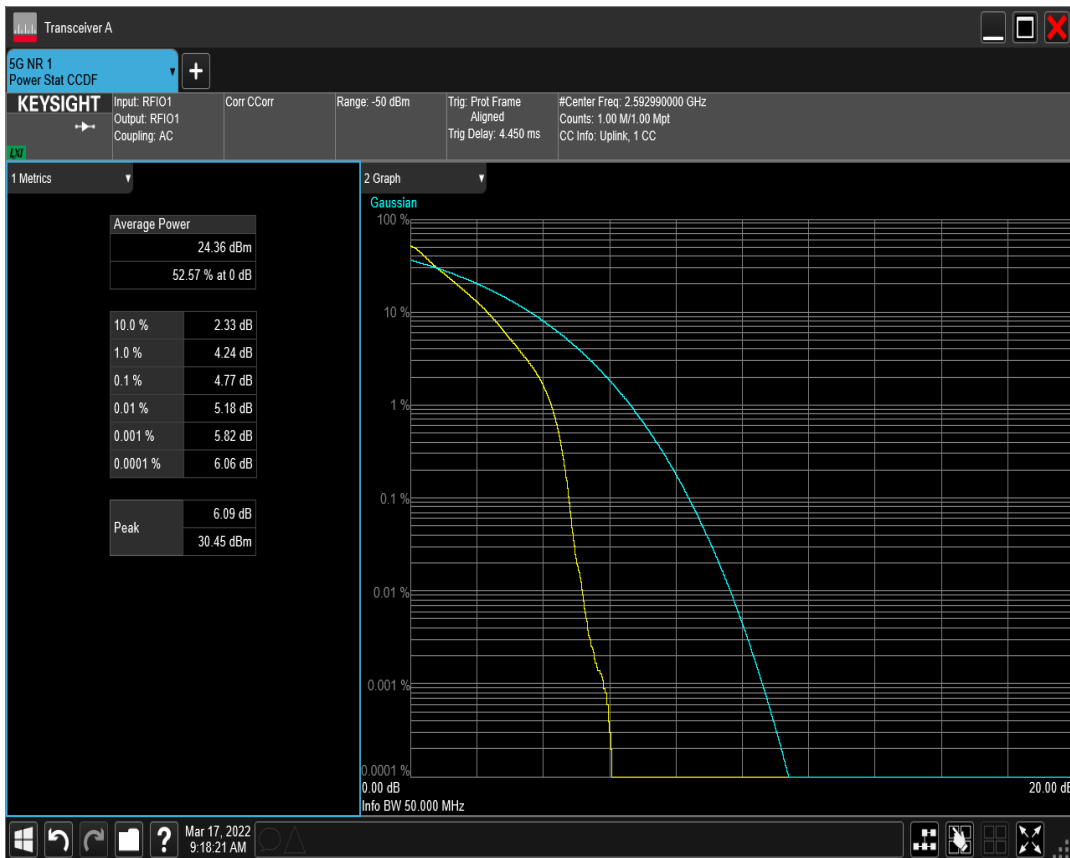 Transceiver A
5G NR 1
Power Stat CCDF
KEYSIGHT
LXI
Input: RFIO1
Output: RFIO1
Coupling: AC
Corr CCorr
Range: -50 dBm
Trig: Prot Frame
Aligned
Trig Delay: 4.450 ms
#Center Freq: 2.592990000 GHz
Counts: 1.00 M/1.00 Mpt
CC Info: Uplink, 1 CC
1 Metrics
Average Power
24.36 dBm
52.57 % at 0 dB
10.0 % 2.33 dB
1.0 % 4.24 dB
0.1 % 4.77 dB
0.01 % 5.18 dB
0.001 % 5.82 dB
0.0001 % 6.06 dB
Peak 6.09 dB
30.45 dBm
2 Graph
Gaussian
100 %
10 %
1 %
0.1 %
0.01 %
0.001 %
0.0001 %
0.00 dB 20.00 dB
Info BW 50.000 MHz
? Mar 17, 2022
9:18:21 AM